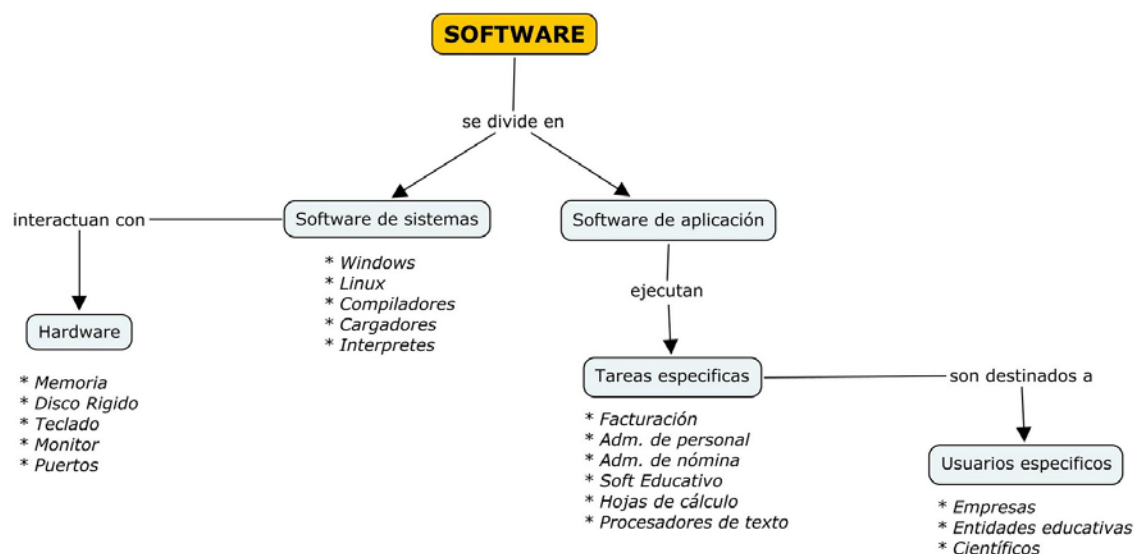 SOFTWARE
se divide en
interactuan con
Software de sistemas
Software de aplicación
* Windows
* Linux
* Compiladores
* Cargadores
* Interpretes
ejecutan
Hardware
* Memoria
* Disco Rigido
* Teclado
* Monitor
* Puertos
Tareas especificas
son destinados a
* Facturación
* Adm. de personal
* Adm. de nómina
* Soft Educativo
* Hojas de cálculo
* Procesadores de texto
Usuarios especificos
* Empresas
* Entidades educativas
* Científicos